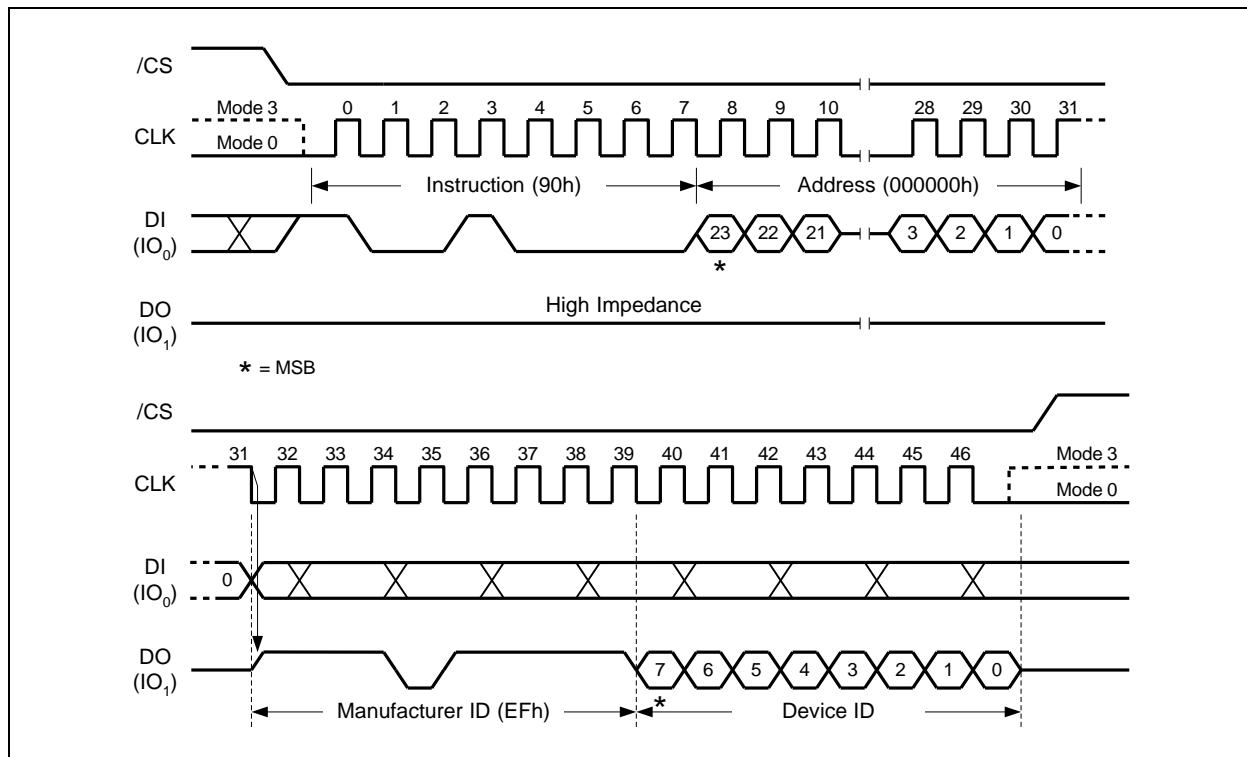 /CS
Mode 3 0 1 2 3 4 5 6 7 8 9 10 28 29 30 31
CLK
Mode 0
Instruction (90h) Address (000000h)
DI
(IO0)
23 22 21 3 2 1 0
*
High Impedance
DO
(IO1)
* = MSB
/CS
31 32 33 34 35 36 37 38 39 40 41 42 43 44 45 46 Mode 3
CLK
Mode 0
DI
(IO0)
0
DO
(IO1)
7 6 5 4 3 2 1 0
*
Manufacturer ID (EFh) Device ID